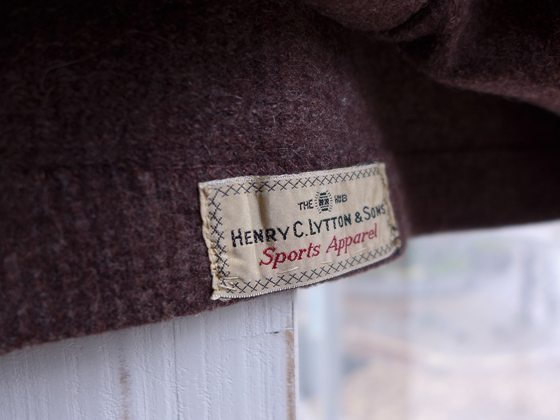 THE HUB
HENRY C. LYTTON & SONS
Sports Apparel